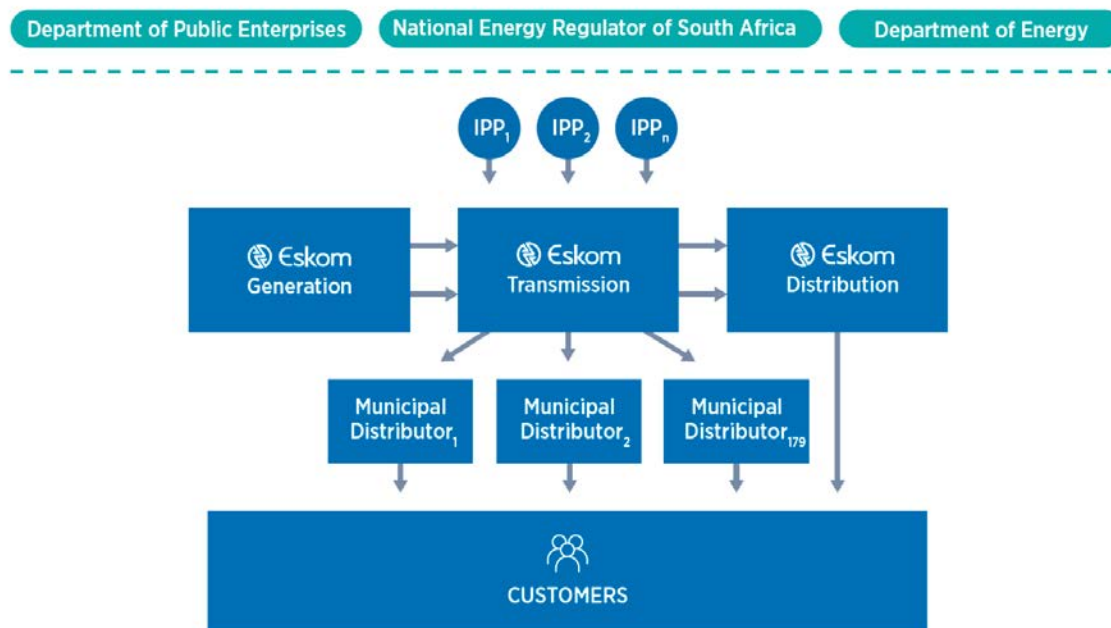 Department of Public Enterprises
National Energy Regulator of South Africa
Department of Energy
IPP₁
IPP₂
IPPₙ
Eskom
Generation
Eskom
Transmission
Eskom
Distribution
Municipal
Distributor₁
Municipal
Distributor₂
Municipal
Distributor₁₇₉
CUSTOMERS